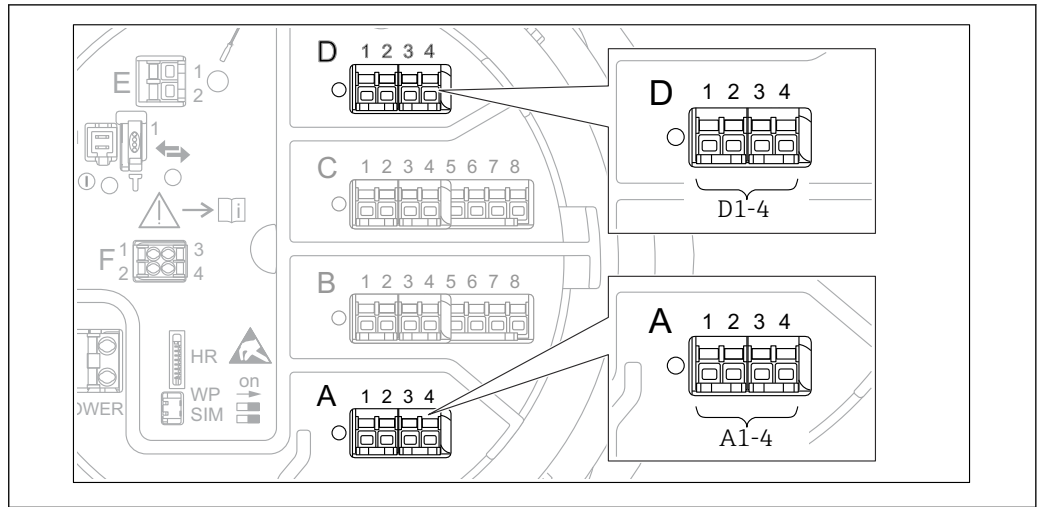 D 1 2 3 4
E 1
2
1
C 1 2 3 4 5 6 7 8
i
F 1 3
2 4
B 1 2 3 4 5 6 7 8
HR
WP on
SIM
OWER
A 1 2 3 4
D 1 2 3 4
D1-4
A 1 2 3 4
A1-4